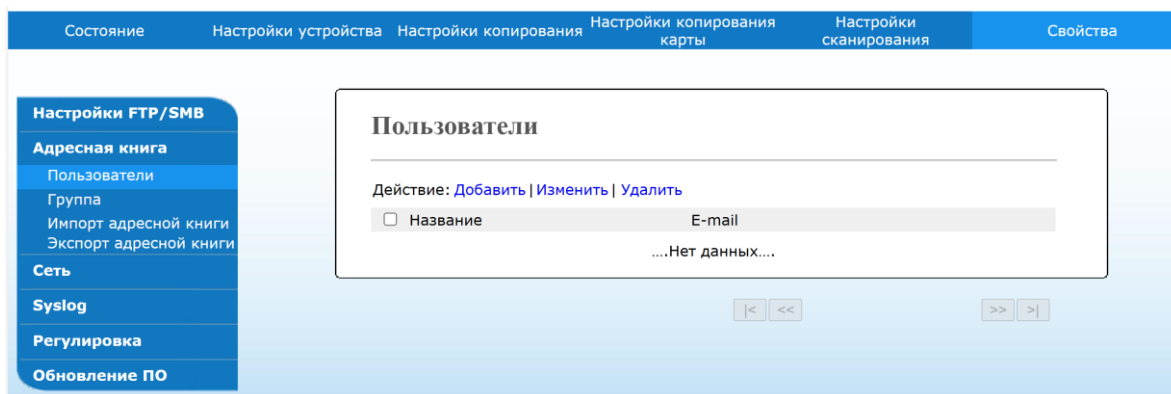 Состояние
Настройки устройства
Настройки копирования
Настройки копирования
карты
Настройки
сканирования
Свойства
Настройки FTP/SMB
Адресная книга
Пользователи
Группа
Импорт адресной книги
Экспорт адресной книги
Сеть
Syslog
Регулировка
Обновление ПО
Пользователи
Действие: Добавить | Изменить | Удалить
Название E-mail
....Нет данных....
|< << >> >|